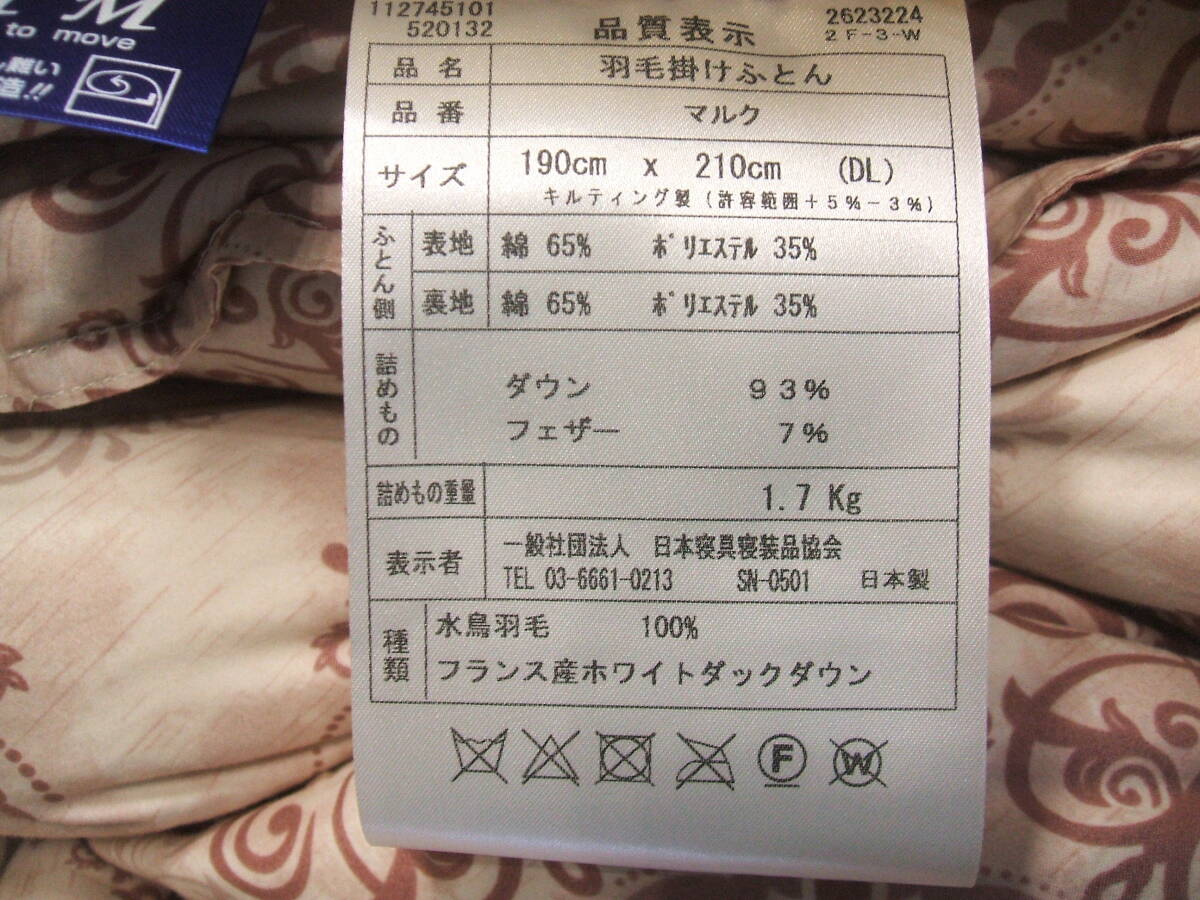 M
to move
難い
造!!
112745101
520132
品質表示
2623224
2F-3-W
品名 羽毛掛けふとん
品番 マルク
サイズ 190cm x 210cm (DL)
キルティング製(許容範囲+5%-3%)
ふとん側
表地 綿 65% ポリエステル 35%
裏地 綿 65% ポリエステル 35%
詰めもの
ダウン 93%
フェザー 7%
詰めもの重量 1.7 Kg
表示者
一般社団法人 日本寝具寝装品協会
TEL 03-6661-0213 SN-0501 日本製
種類
水鳥羽毛 100%
フランス産ホワイトダックダウン
F W